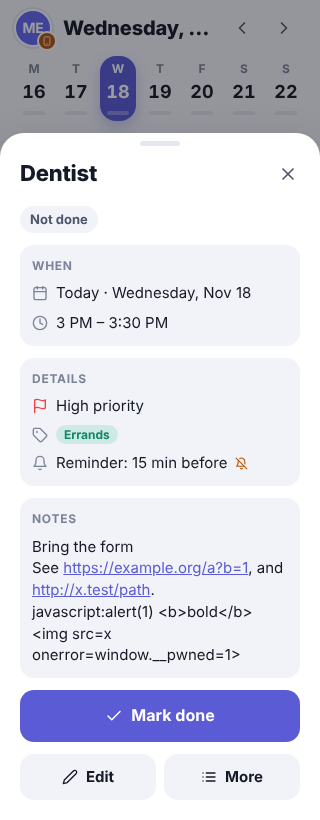 ME
Wednesday, ...
M T W T F S S
16 17 18 19 20 21 22
Dentist
Not done
WHEN
Today · Wednesday, Nov 18
3 PM – 3:30 PM
DETAILS
High priority
Errands
Reminder: 15 min before
NOTES
Bring the form
See https://example.org/a?b=1, and
http://x.test/path.
javascript:alert(1) <b>bold</b>
<img src=x
onerror=window.__pwned=1>
Mark done
Edit
More